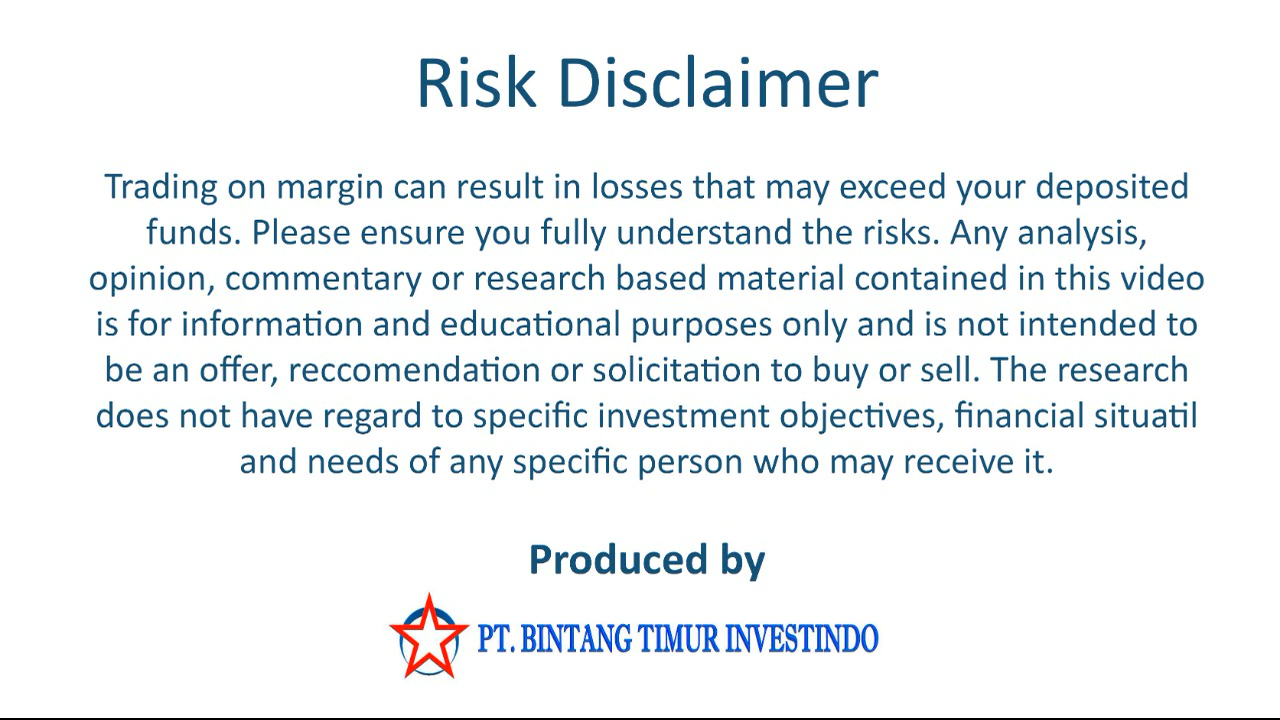 Risk Disclaimer
Trading on margin can result in losses that may exceed your deposited
funds. Please ensure you fully understand the risks. Any analysis,
opinion, commentary or research based material contained in this video
is for information and educational purposes only and is not intended to
be an offer, reccomendation or solicitation to buy or sell. The research
does not have regard to specific investment objectives, financial situatil
and needs of any specific person who may receive it.
Produced by
PT. BINTANG TIMUR INVESTINDO